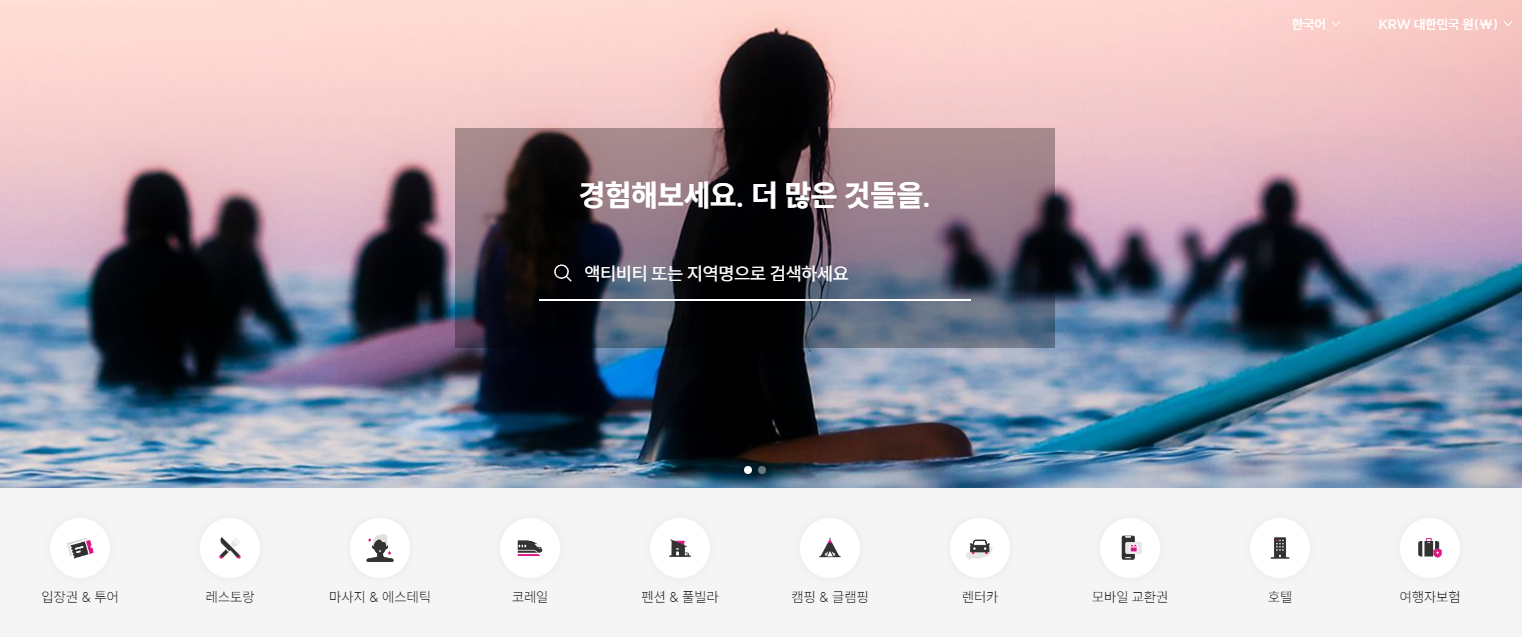 한국어
KRW 대한민국 원(₩)
경험해보세요. 더 많은 것들을.
액티비티 또는 지역명으로 검색하세요
입장권 & 투어
레스토랑
마사지 & 에스테틱
코레일
펜션 & 풀빌라
캠핑 & 글램핑
렌터카
모바일 교환권
호텔
여행자보험